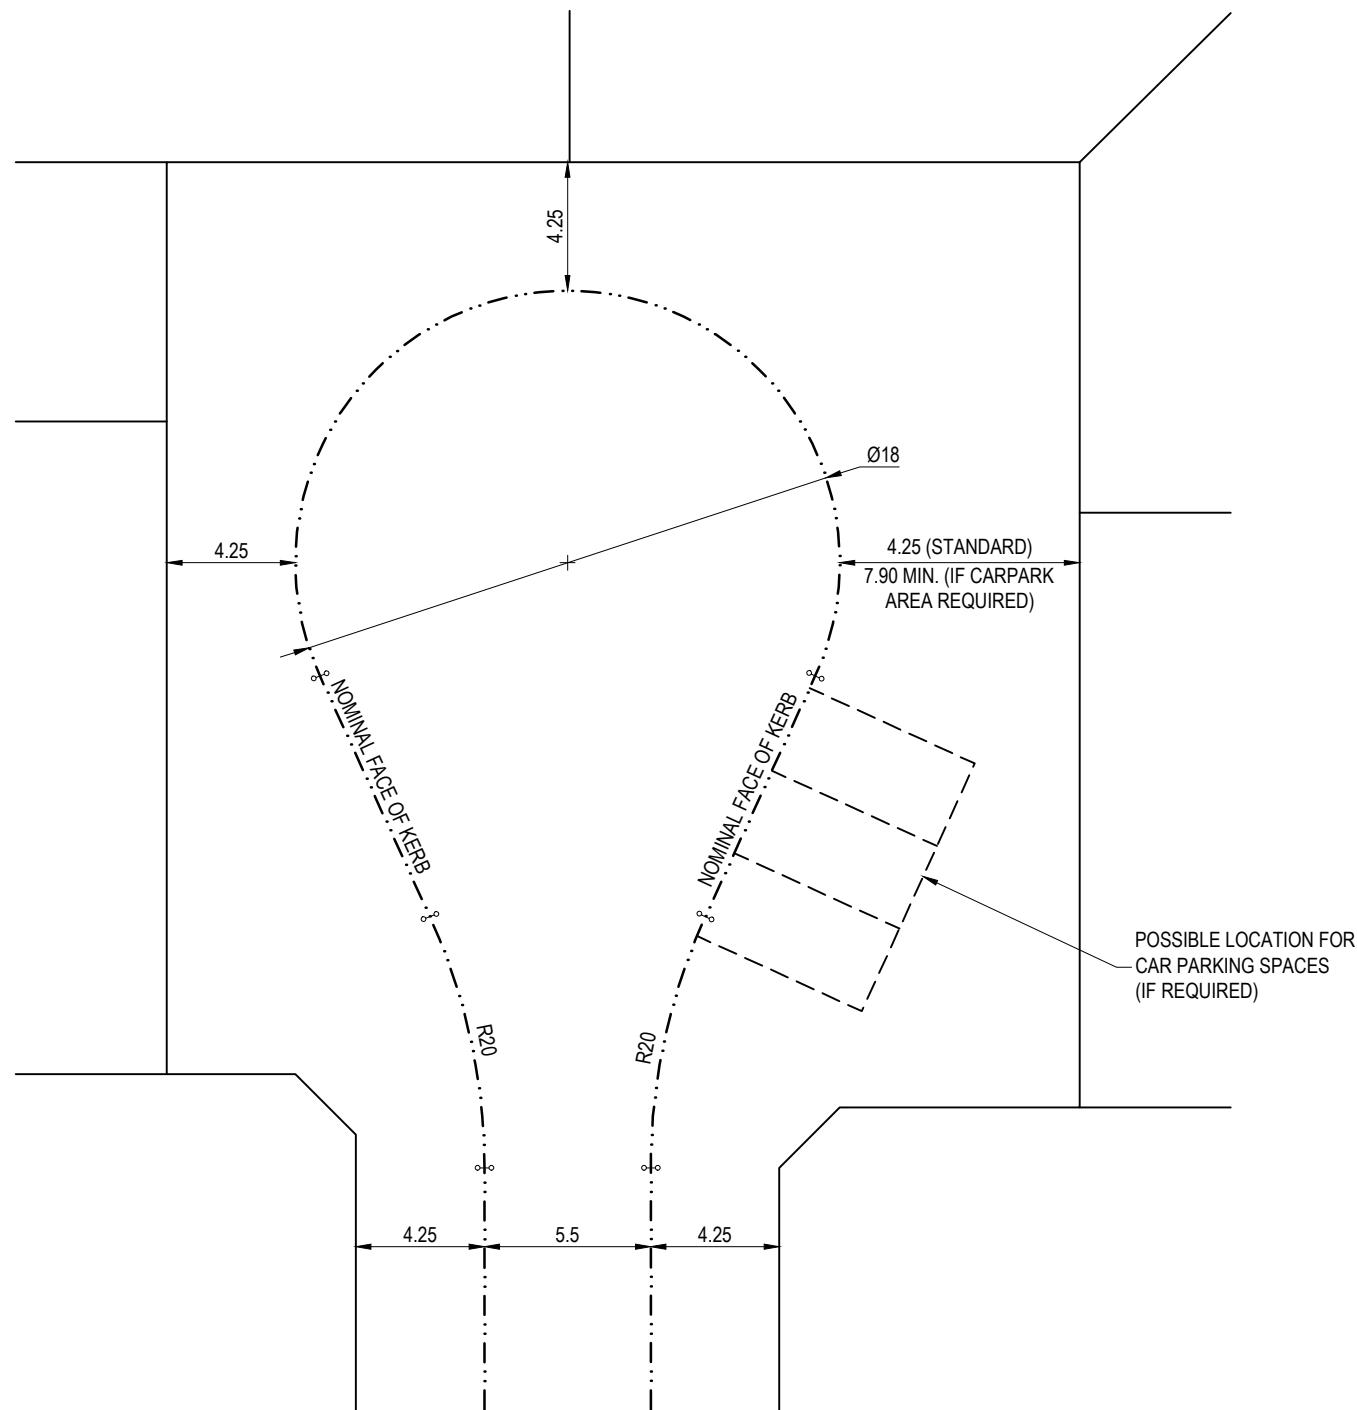 4.25
Ø18
4.25
4.25 (STANDARD)
7.90 MIN. (IF CARPARK
AREA REQUIRED)
NOMINAL FACE OF KERB
NOMINAL FACE OF KERB
POSSIBLE LOCATION FOR
CAR PARKING SPACES
(IF REQUIRED)
R20
R20
4.25
5.5
4.25